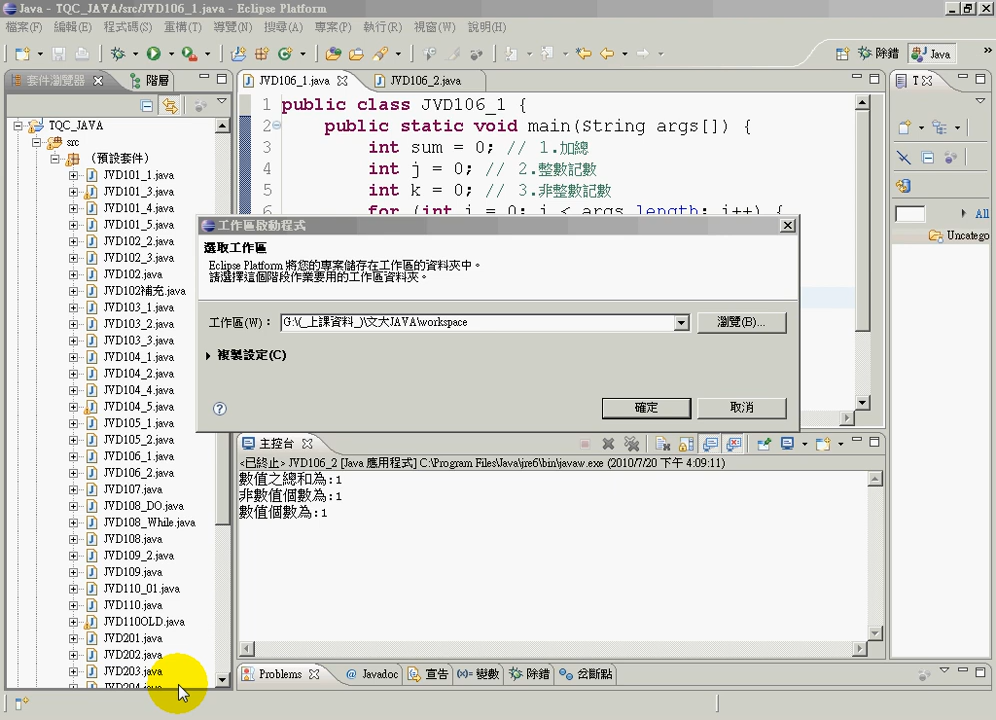 Java - TQC_JAVA/src/JVD106_1.java - Eclipse Platform
檔案(F) 編輯(E) 程式碼(S) 重構(T) 導覽(N) 搜尋(A) 專案(P) 執行(R) 視窗(W) 說明(H)
除錯 Java
套件瀏覽器 階層
TQC_JAVA
src
(預設套件)
JVD101_1.java
JVD101_3.java
JVD101_4.java
JVD101_5.java
JVD102_2.java
JVD102_3.java
JVD102.java
JVD102補充.java
JVD103_1.java
JVD103_2.java
JVD103_3.java
JVD104_1.java
JVD104_2.java
JVD104_4.java
JVD104_5.java
JVD105_1.java
JVD105_2.java
JVD106_1.java
JVD106_2.java
JVD107.java
JVD108_DO.java
JVD108_While.java
JVD108.java
JVD109_2.java
JVD109.java
JVD110_01.java
JVD110.java
JVD110OLD.java
JVD201.java
JVD202.java
JVD203.java
JVD204.java
JVD106_1.java JVD106_2.java
1 public class JVD106_1 {
2 public static void main(String args[]) {
3 int sum = 0; // 1.加總
4 int j = 0; // 2.整數記數
5 int k = 0; // 3.非整數記數
6 for (int i = 0; i < args.length; i++) {
工作區啟動程式
選取工作區
Eclipse Platform 將您的專案儲存在工作區的資料夾中。
請選擇這個階段作業要用的工作區資料夾。
工作區(W)： G:\(_上課資料_)\文大JAVA\workspace 瀏覽(B)...
複製設定(C)
確定 取消
主控台
<已終止> JVD106_2 [Java 應用程式] C:\Program Files\Java\jre6\bin\javaw.exe (2010/7/20 下午 4:09:11)
數值之總和為:1
非數值個數為:1
數值個數為:1
Problems Javadoc 宣告 變數 除錯 岔斷點
T
All
Uncatego